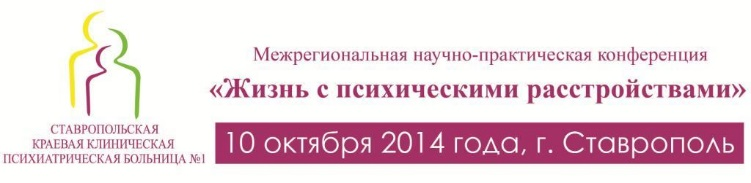 СТАВРОПОЛЬСКАЯ
КРАЕВАЯ КЛИНИЧЕСКАЯ
ПСИХИАТРИЧЕСКАЯ БОЛЬНИЦА №1
Межрегиональная научно-практическая конференция
«Жизнь с психическими расстройствами»
10 октября 2014 года, г. Ставрополь